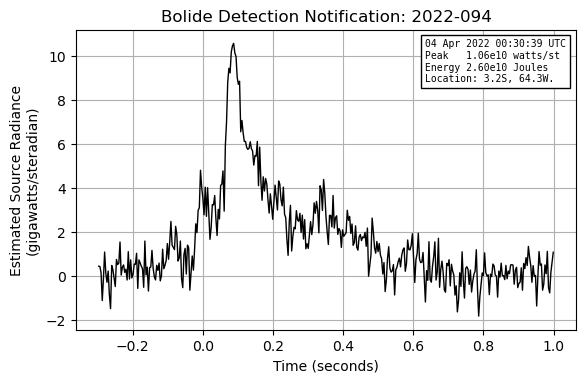 Bolide Detection Notification: 2022-094
04 Apr 2022 00:30:39 UTC
Peak   1.06e10 watts/st
Energy 2.60e10 Joules
Location: 3.2S, 64.3W.
Estimated Source Radiance
(gigawatts/steradian)
10
8
6
4
2
0
−2
−0.2
0.0
0.2
0.4
0.6
0.8
1.0
Time (seconds)